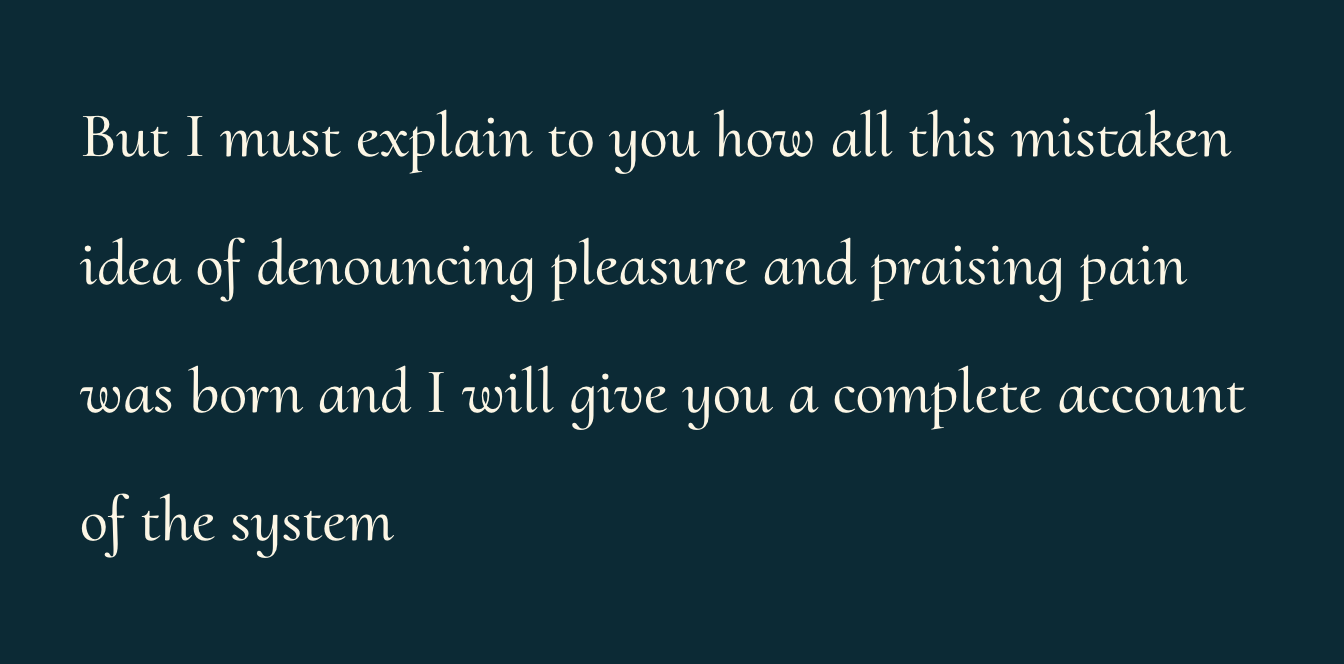 But I must explain to you how all this mistaken
idea of denouncing pleasure and praising pain
was born and I will give you a complete account
of the system